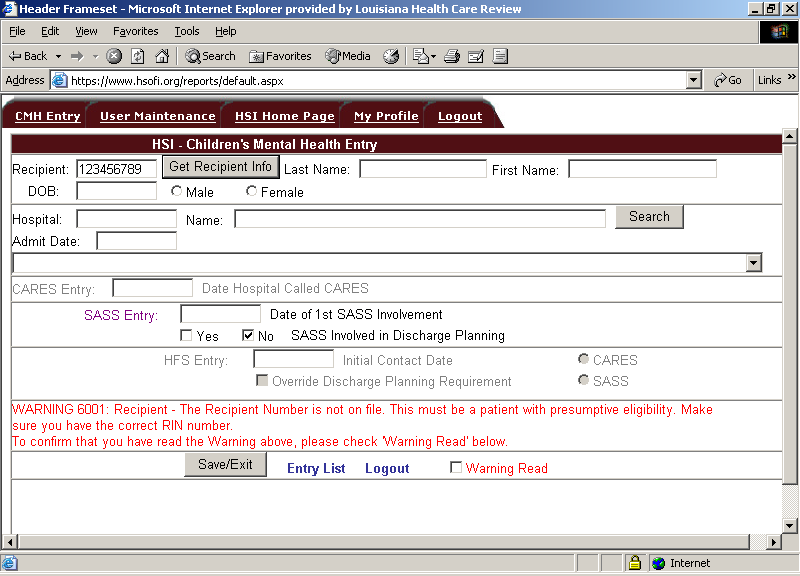 Header Frameset - Microsoft Internet Explorer provided by Louisiana Health Care Review
File Edit View Favorites Tools Help
Back Search Favorites Media
Address https://www.hsofi.org/reports/default.aspx Go Links »
CMH Entry User Maintenance HSI Home Page My Profile Logout
HSI - Children's Mental Health Entry
Recipient: 123456789 Get Recipient Info Last Name: First Name:
DOB: Male Female
Hospital: Name: Search
Admit Date:
CARES Entry: Date Hospital Called CARES
SASS Entry: Date of 1st SASS Involvement
Yes No SASS Involved in Discharge Planning
HFS Entry: Initial Contact Date CARES
Override Discharge Planning Requirement SASS
WARNING 6001: Recipient - The Recipient Number is not on file. This must be a patient with presumptive eligibility. Make
sure you have the correct RIN number.
To confirm that you have read the Warning above, please check 'Warning Read' below.
Save/Exit Entry List Logout Warning Read
Internet